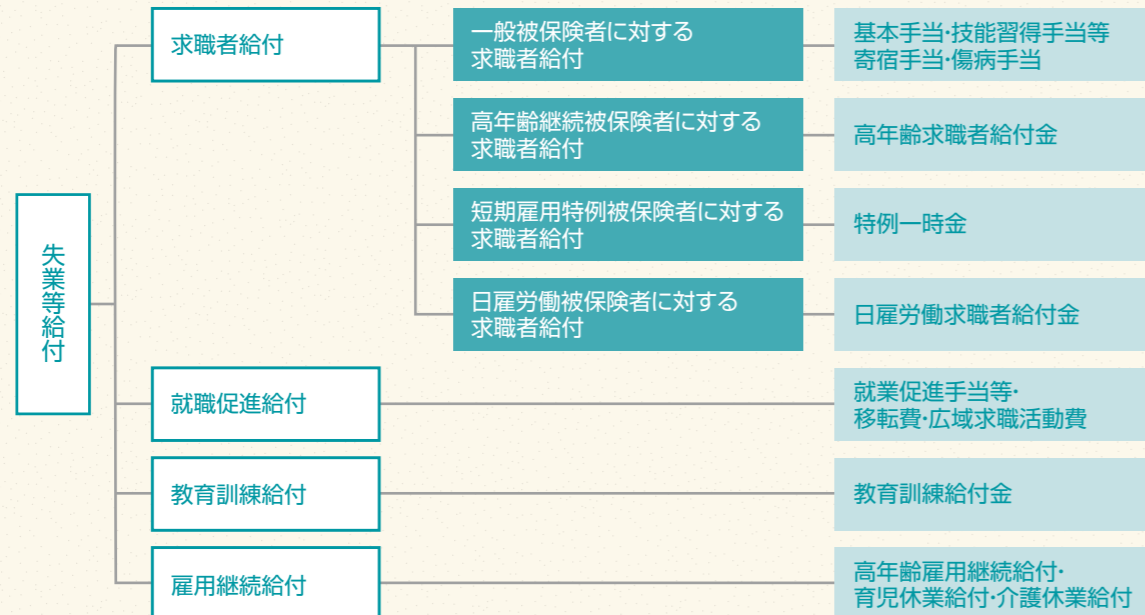 失業等給付
求職者給付
一般被保険者に対する
求職者給付
基本手当・技能習得手当等
寄宿手当・傷病手当
高年齢継続被保険者に対する
求職者給付
高年齢求職者給付金
短期雇用特例被保険者に対する
求職者給付
特例一時金
日雇労働被保険者に対する
求職者給付
日雇労働求職者給付金
就職促進給付
就業促進手当等・
移転費・広域求職活動費
教育訓練給付
教育訓練給付金
雇用継続給付
高年齢雇用継続給付・
育児休業給付・介護休業給付